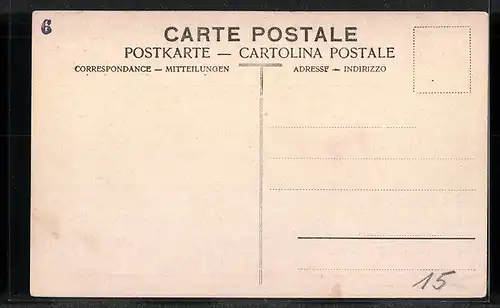 6
CARTE POSTALE
POSTKARTE — CARTOLINA POSTALE
CORRESPONDANCE — MITTEILUNGEN
ADRESSE — INDIRIZZO
15